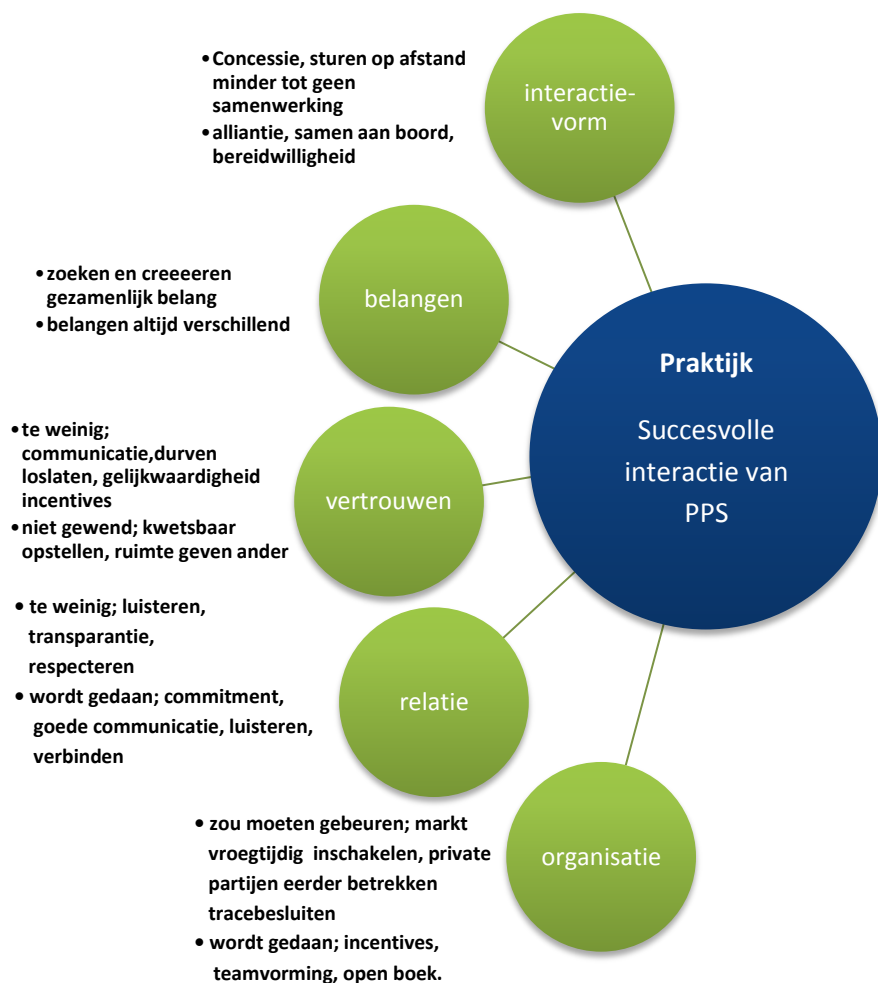 • Concessie, sturen op afstand
minder tot geen
samenwerking
• alliantie, samen aan boord,
bereidwilligheid
interactie-
vorm
• zoeken en creeeeren
gezamenlijk belang
• belangen altijd verschillend
belangen
Praktijk
Succesvolle
interactie van
PPS
• te weinig;
communicatie,durven
loslaten, gelijkwaardigheid
incentives
• niet gewend; kwetsbaar
opstellen, ruimte geven ander
vertrouwen
• te weinig; luisteren,
transparantie,
respecteren
• wordt gedaan; commitment,
goede communicatie, luisteren,
verbinden
relatie
• zou moeten gebeuren; markt
vroegtijdig inschakelen, private
partijen eerder betrekken
tracebesluiten
• wordt gedaan; incentives,
teamvorming, open boek.
organisatie